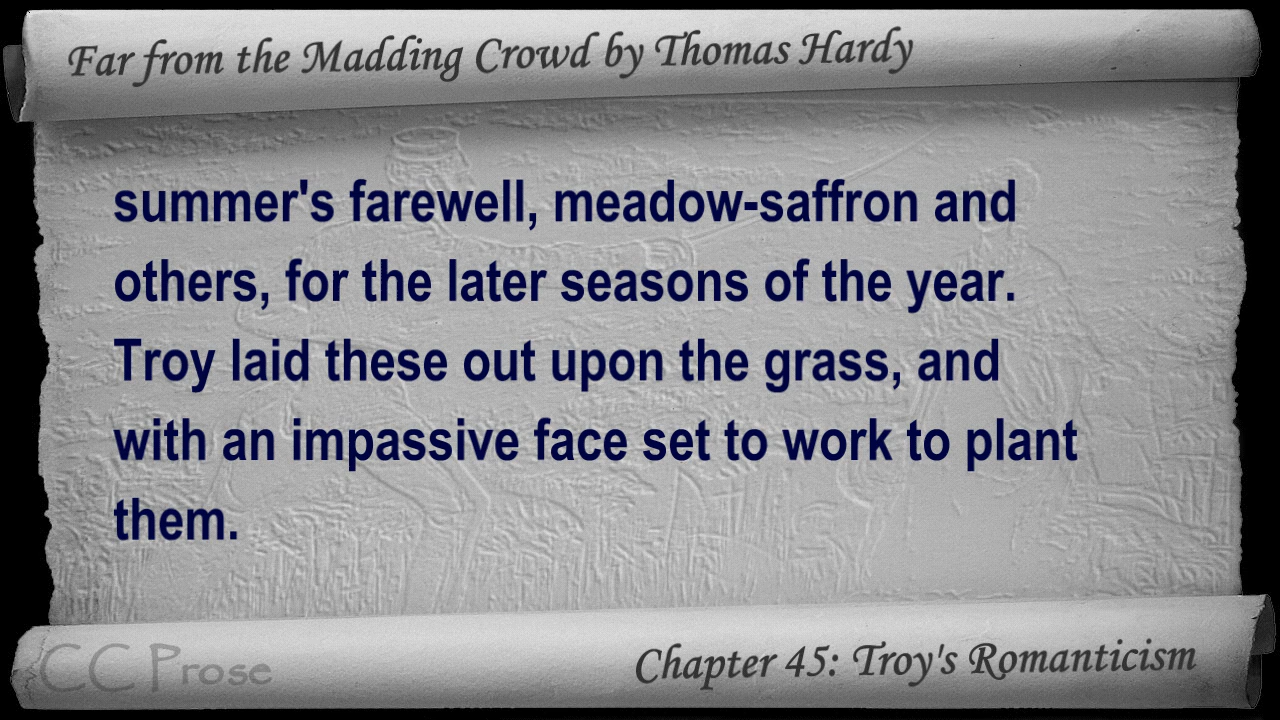 Far from the Madding Crowd by Thomas Hardy
summer's farewell, meadow-saffron and
others, for the later seasons of the year.
Troy laid these out upon the grass, and
with an impassive face set to work to plant
them.
CC Prose
Chapter 45: Troy's Romanticism